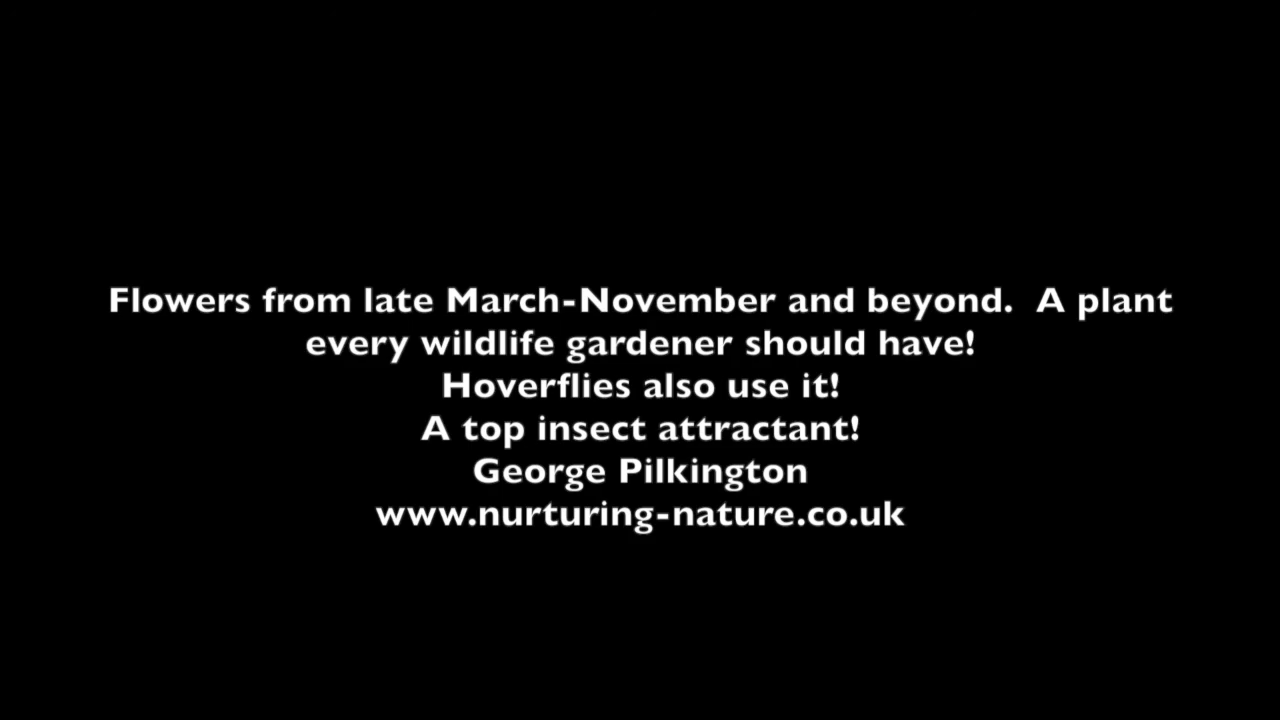 Flowers from late March-November and beyond.  A plant
every wildlife gardener should have!
Hoverflies also use it!
A top insect attractant!
George Pilkington
www.nurturing-nature.co.uk